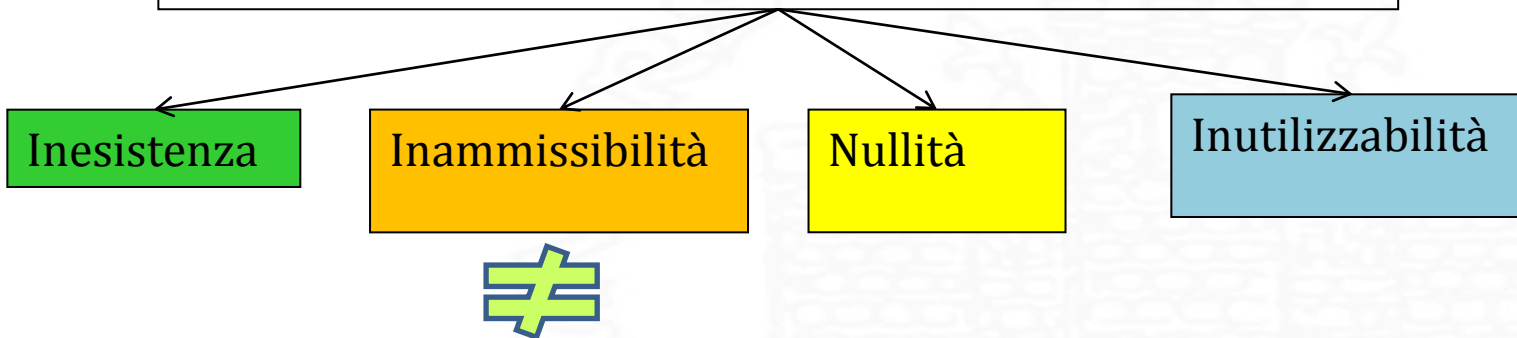 Inesistenza
Inammissibilità
Nullità
Inutilizzabilità
≠